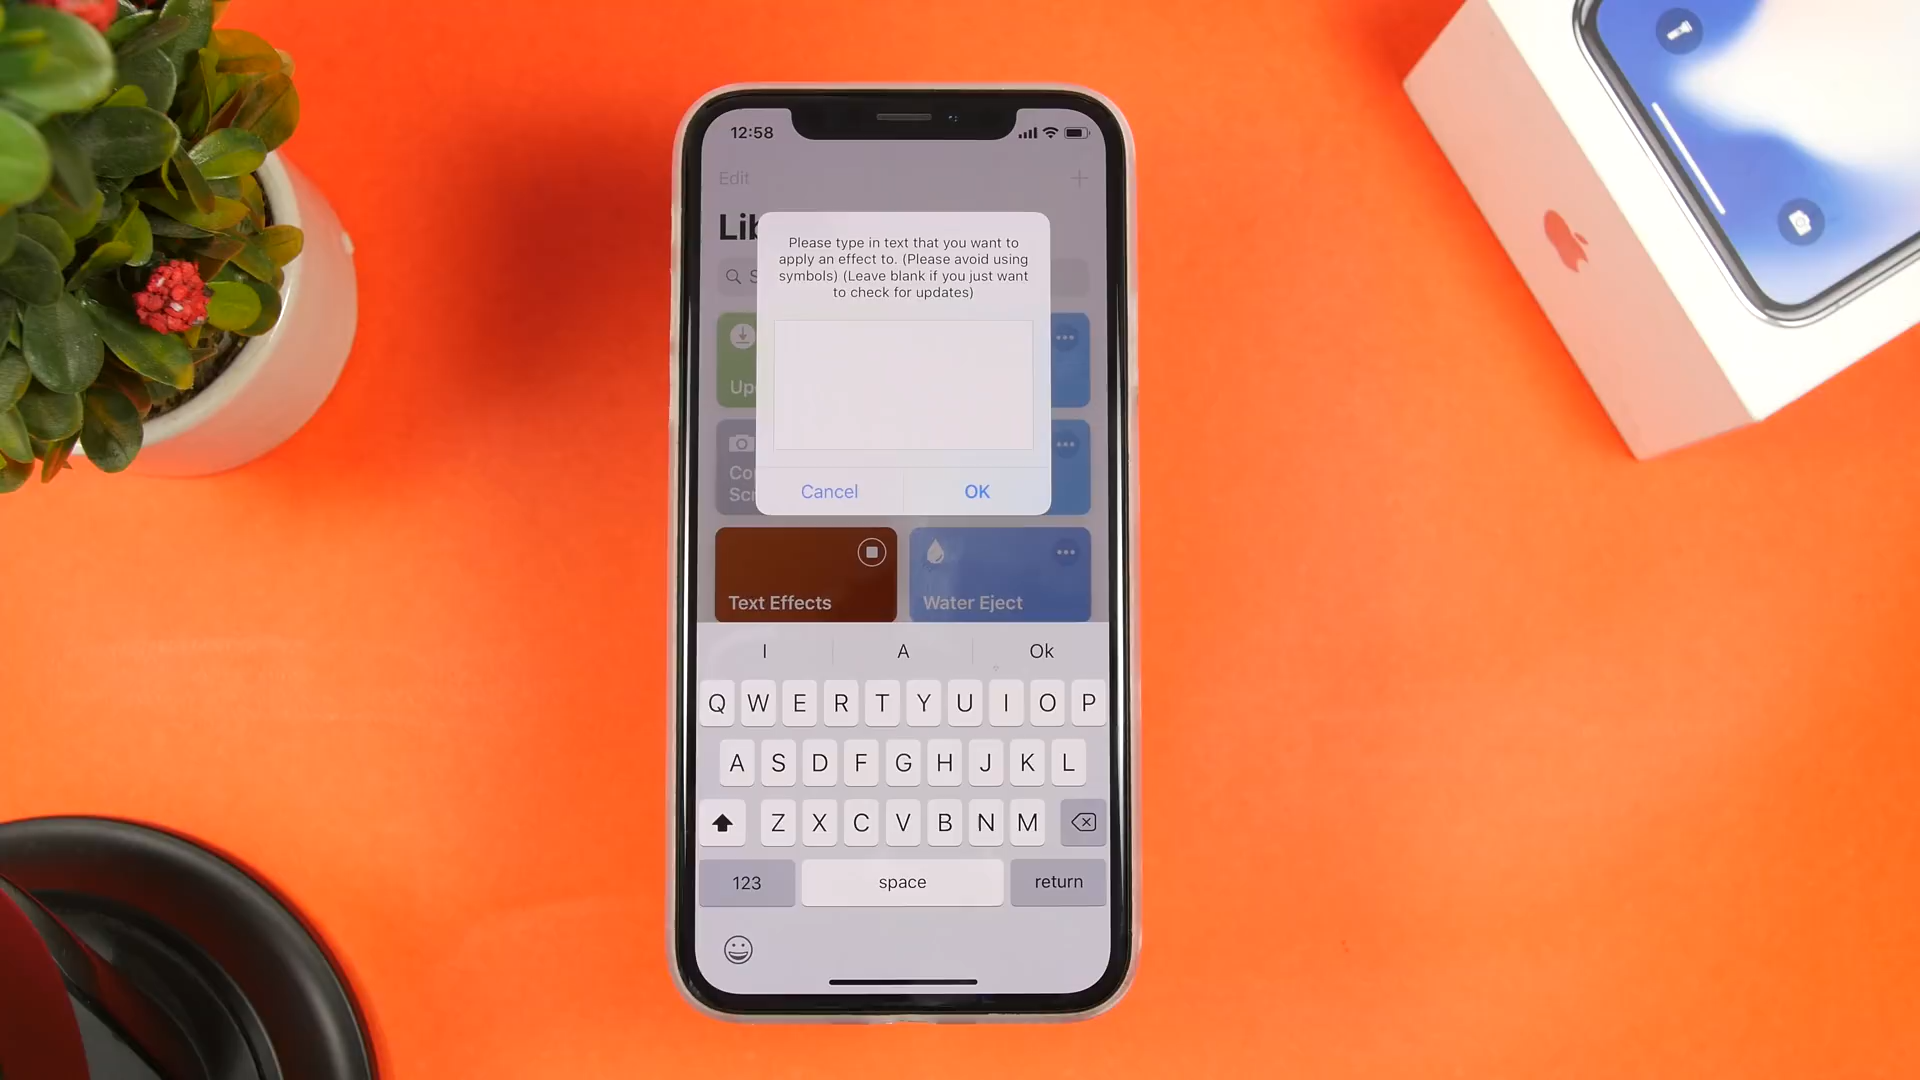 12:58
Edit
Lib
S
Please type in text that you want to
apply an effect to. (Please avoid using
symbols) (Leave blank if you just want
to check for updates)
Up
Co
Scr
Cancel
OK
Text Effects
Water Eject
I A Ok
Q W E R T Y U I O P
A S D F G H J K L
Z X C V B N M
123 space return